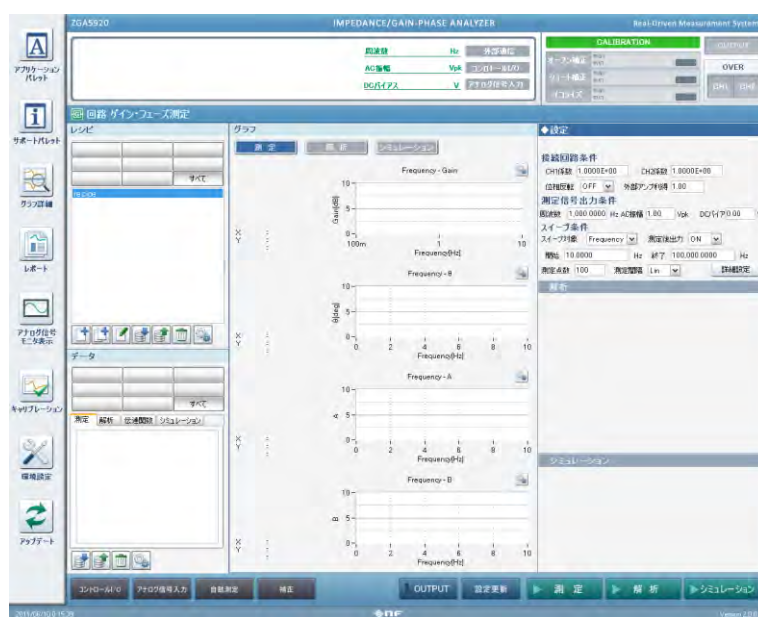 ZGA5920 IMPEDANCE/GAIN-PHASE ANALYZER Real-Driven Measurement System
周波数 Hz 外部通信
AC振幅 Vpk コントロールI/O
DCバイアス V アナログ信号入力
CALIBRATION
オープン補正
ショート補正
イコライズ
OUTPUT
OVER
CH1 CH2
アプリケーション
パレット
サポートパレット
グラフ詳細
レポート
アナログ信号
モニタ表示
キャリブレーション
環境設定
アップデート
回路 ゲイン・フェーズ測定
レシピ
すべて
recipe
データ
すべて
測定 解析 伝達関数 シミュレーション
グラフ
測 定 解 析 シミュレーション
Frequency - Gain
Gain[dB]
10
5
0
100m 1 10
Frequency[Hz]
X :
Y :
Frequency - θ
θ[deg]
10
5
0
0 2 4 6 8 10
Frequency[Hz]
X :
Y :
Frequency - A
A
10
5
0
0 2 4 6 8 10
Frequency[Hz]
X :
Y :
Frequency - B
B
10
5
0
0 2 4 6 8 10
Frequency[Hz]
X :
Y :
◆設定
接続回路条件
CH1係数 1.0000E+00 CH2係数 1.0000E+00
位相反転 OFF 外部アンプ利得 1.00
測定信号出力条件
周波数 1,000.0000 Hz AC振幅 1.00 Vpk DCバイアス 0.00
スイープ条件
スイープ対象 Frequency 測定後出力 ON
開始 10.0000 Hz 終了 100,000.0000 Hz
測定点数 100 測定間隔 Lin 詳細設定
解析
シミュレーション
コントロールI/O アナログ信号入力 自動測定 補正 OUTPUT 設定更新 測 定 解 析 シミュレーション
NF